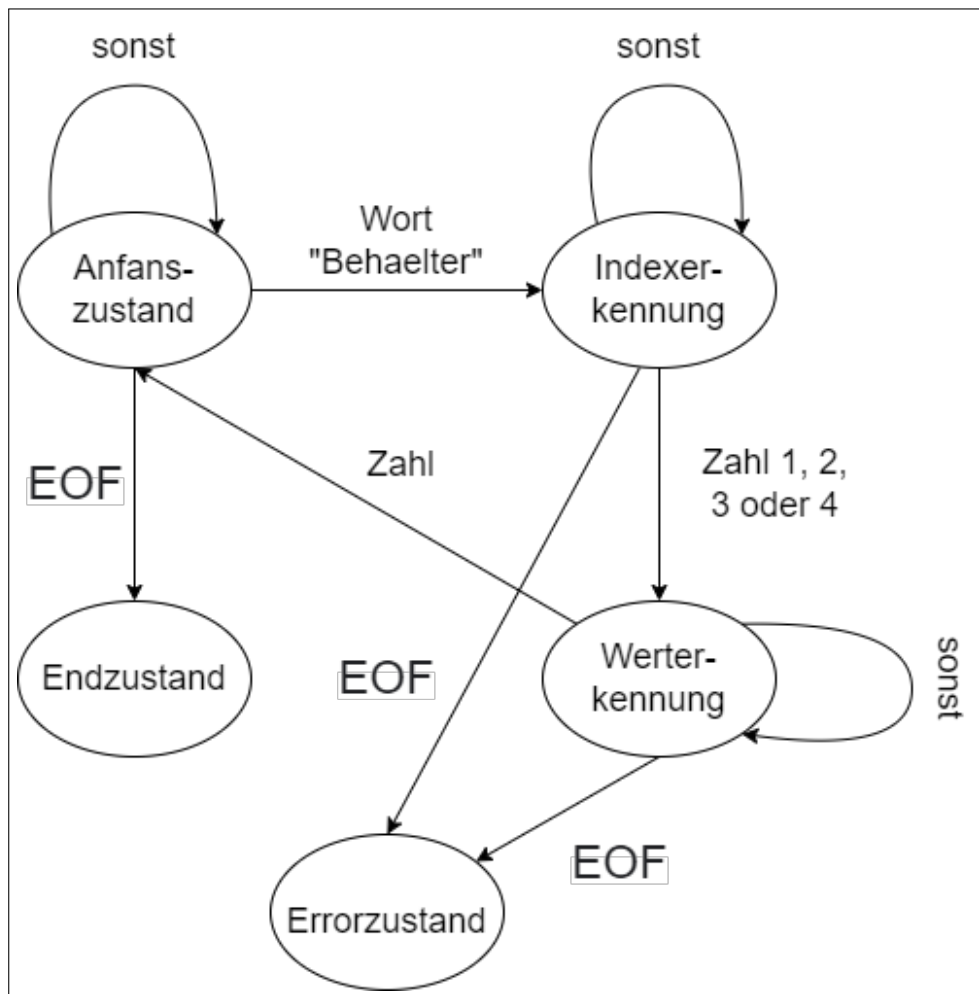 sonst
sonst
Wort
"Behaelter"
Anfans-
zustand
Indexer-
kennung
EOF
Zahl
Zahl 1, 2,
3 oder 4
Endzustand
EOF
Werter-
kennung
sonst
EOF
Errorzustand